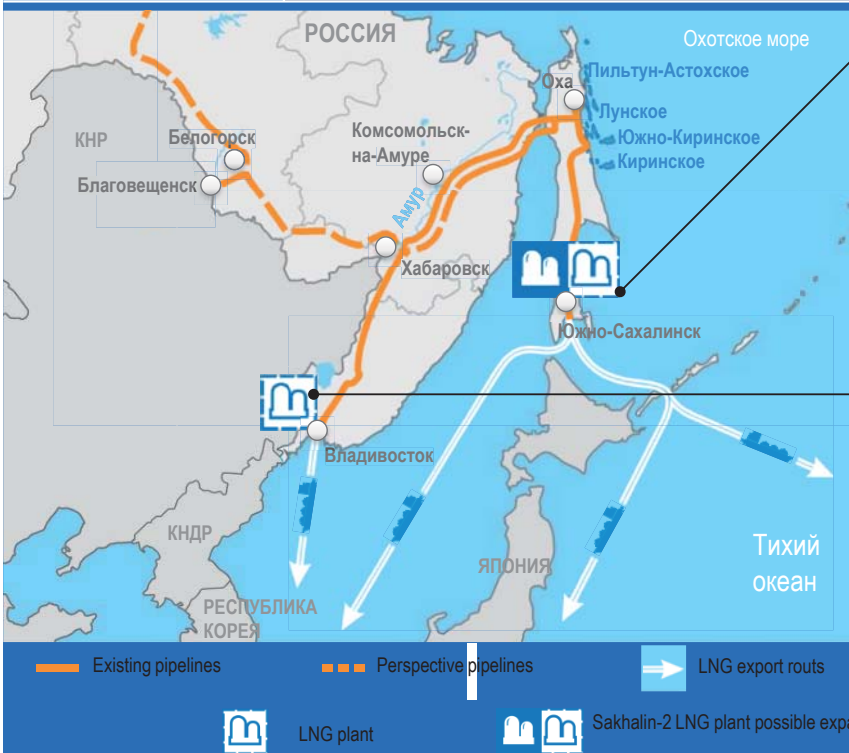 РОССИЯ
Охотское море
Оха
Пильтун-Астохское
Лунское
Южно-Киринское
Киринское
КНР
Белогорск
Комсомольск-
на-Амуре
Благовещенск
Амур
Хабаровск
Южно-Сахалинск
Владивосток
КНДР
ЯПОНИЯ
Тихий
океан
РЕСПУБЛИКА
КОРЕЯ
Existing pipelines
Perspective pipelines
LNG export routs
LNG plant
Sakhalin-2 LNG plant possible expa